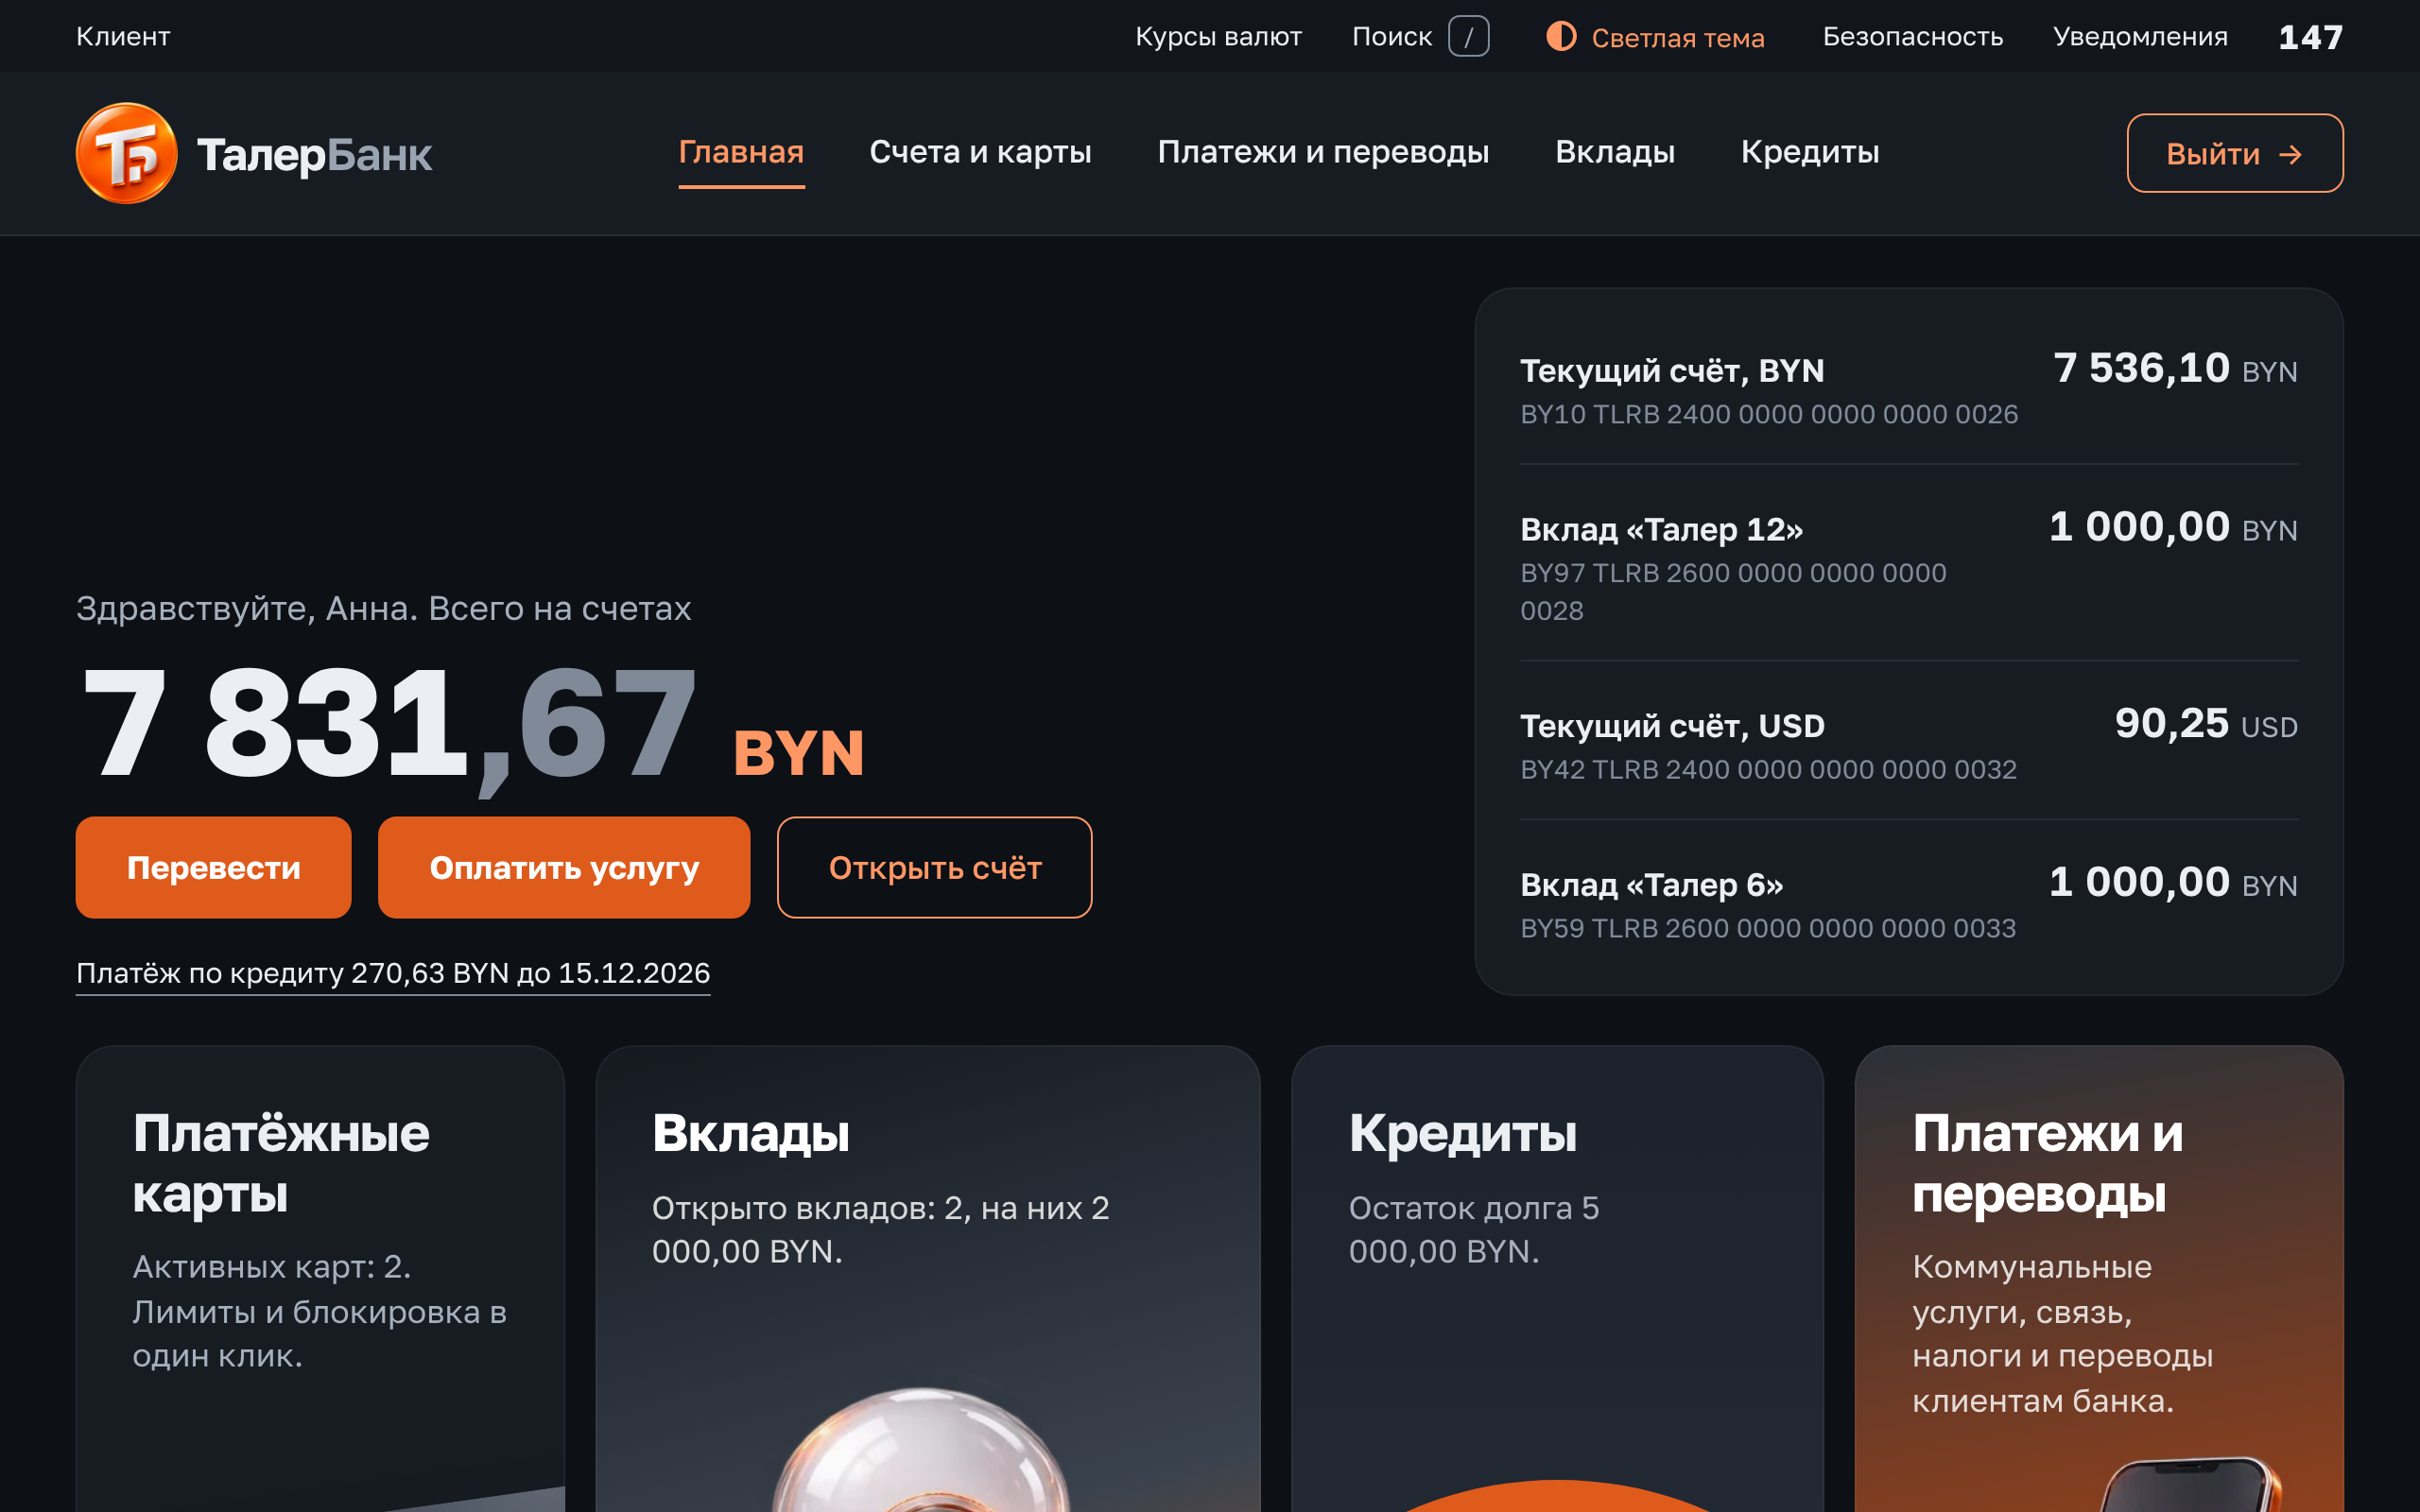 Клиент
Курсы валют
Поиск /
Светлая тема
Безопасность
Уведомления
147
ТалерБанк
Главная
Счета и карты
Платежи и переводы
Вклады
Кредиты
Выйти →
Здравствуйте, Анна. Всего на счетах
7 831,67 BYN
Перевести
Оплатить услугу
Открыть счёт
Платёж по кредиту 270,63 BYN до 15.12.2026
Текущий счёт, BYN
7 536,10 BYN
BY10 TLRB 2400 0000 0000 0000 0026
Вклад «Талер 12»
1 000,00 BYN
BY97 TLRB 2600 0000 0000 0000
0028
Текущий счёт, USD
90,25 USD
BY42 TLRB 2400 0000 0000 0000 0032
Вклад «Талер 6»
1 000,00 BYN
BY59 TLRB 2600 0000 0000 0000 0033
Платёжные
карты
Активных карт: 2.
Лимиты и блокировка в
один клик.
Вклады
Открыто вкладов: 2, на них 2
000,00 BYN.
Кредиты
Остаток долга 5
000,00 BYN.
Платежи и
переводы
Коммунальные
услуги, связь,
налоги и переводы
клиентам банка.